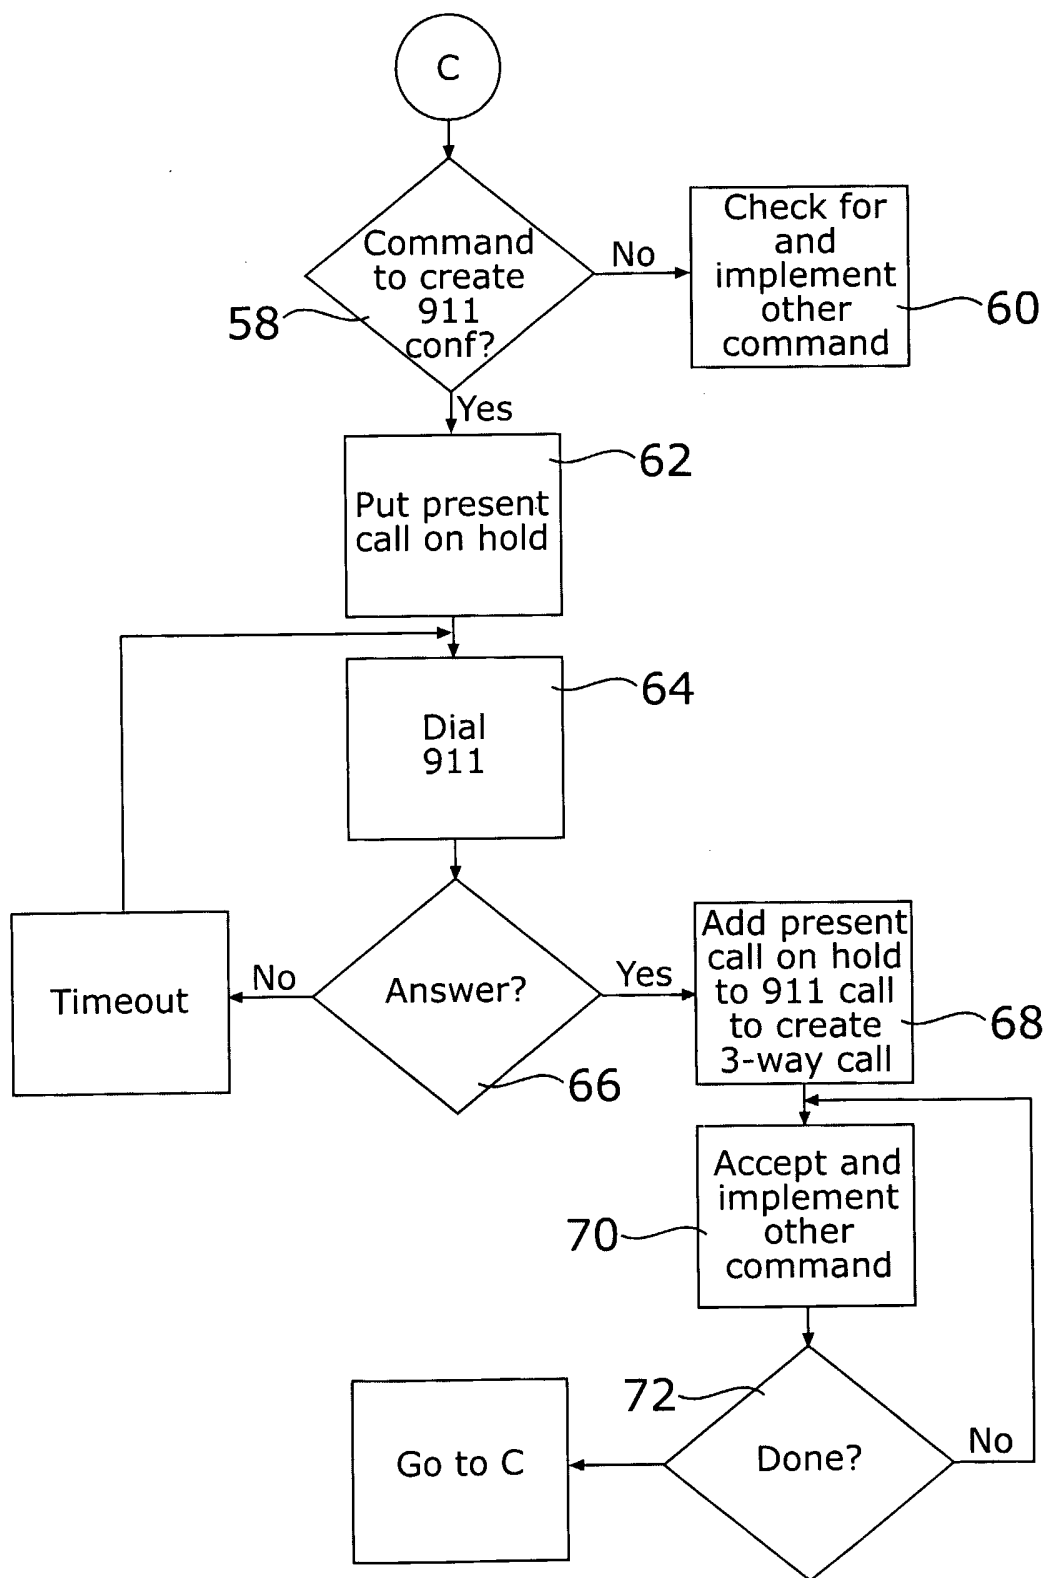 C
Command
to create
911
conf?
58
No
Check for
and
implement
other
command
60
Yes
62
Put present
call on hold
64
Dial
911
Timeout
No
Answer?
66
Yes
Add present
call on hold
to 911 call
to create
3-way call
68
Accept and
implement
other
command
70
72
Done?
No
Go to C